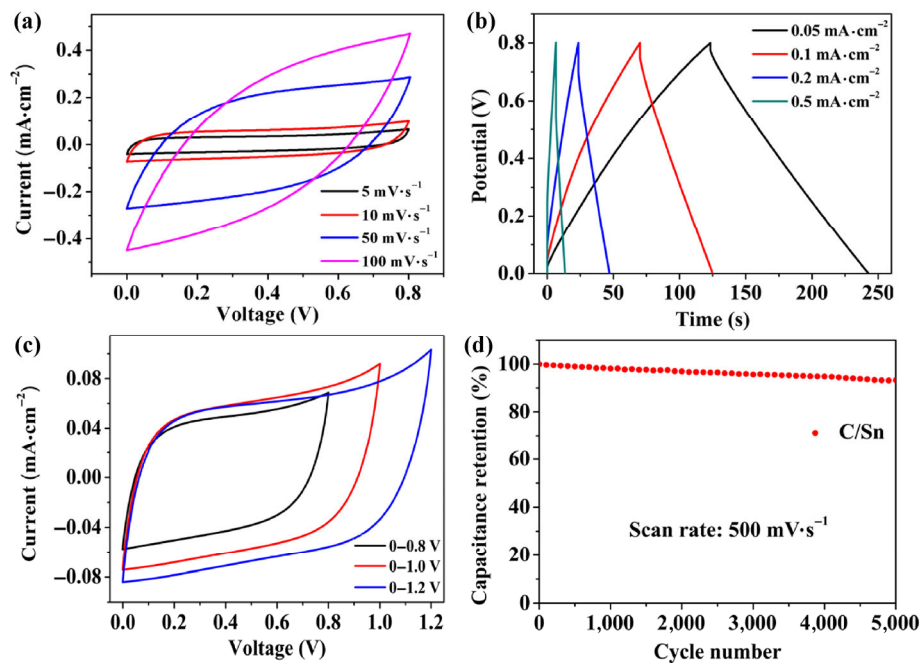 (a)
0.4
0.2
0.0
−0.2
−0.4
Current (mA·cm⁻²)
5 mV·s⁻¹
10 mV·s⁻¹
50 mV·s⁻¹
100 mV·s⁻¹
0.0 0.2 0.4 0.6 0.8
Voltage (V)
(b)
0.05 mA·cm⁻²
0.1 mA·cm⁻²
0.2 mA·cm⁻²
0.5 mA·cm⁻²
1.0
0.8
0.6
0.4
0.2
0.0
Potential (V)
0 50 100 150 200 250
Time (s)
(c)
0.08
0.04
0.00
−0.04
−0.08
Current (mA·cm⁻²)
0−0.8 V
0−1.0 V
0−1.2 V
0.0 0.2 0.4 0.6 0.8 1.0 1.2
Voltage (V)
(d)
100
80
60
40
20
0
Capacitance retention (%)
C/Sn
Scan rate: 500 mV·s⁻¹
0 1,000 2,000 3,000 4,000 5,000
Cycle number